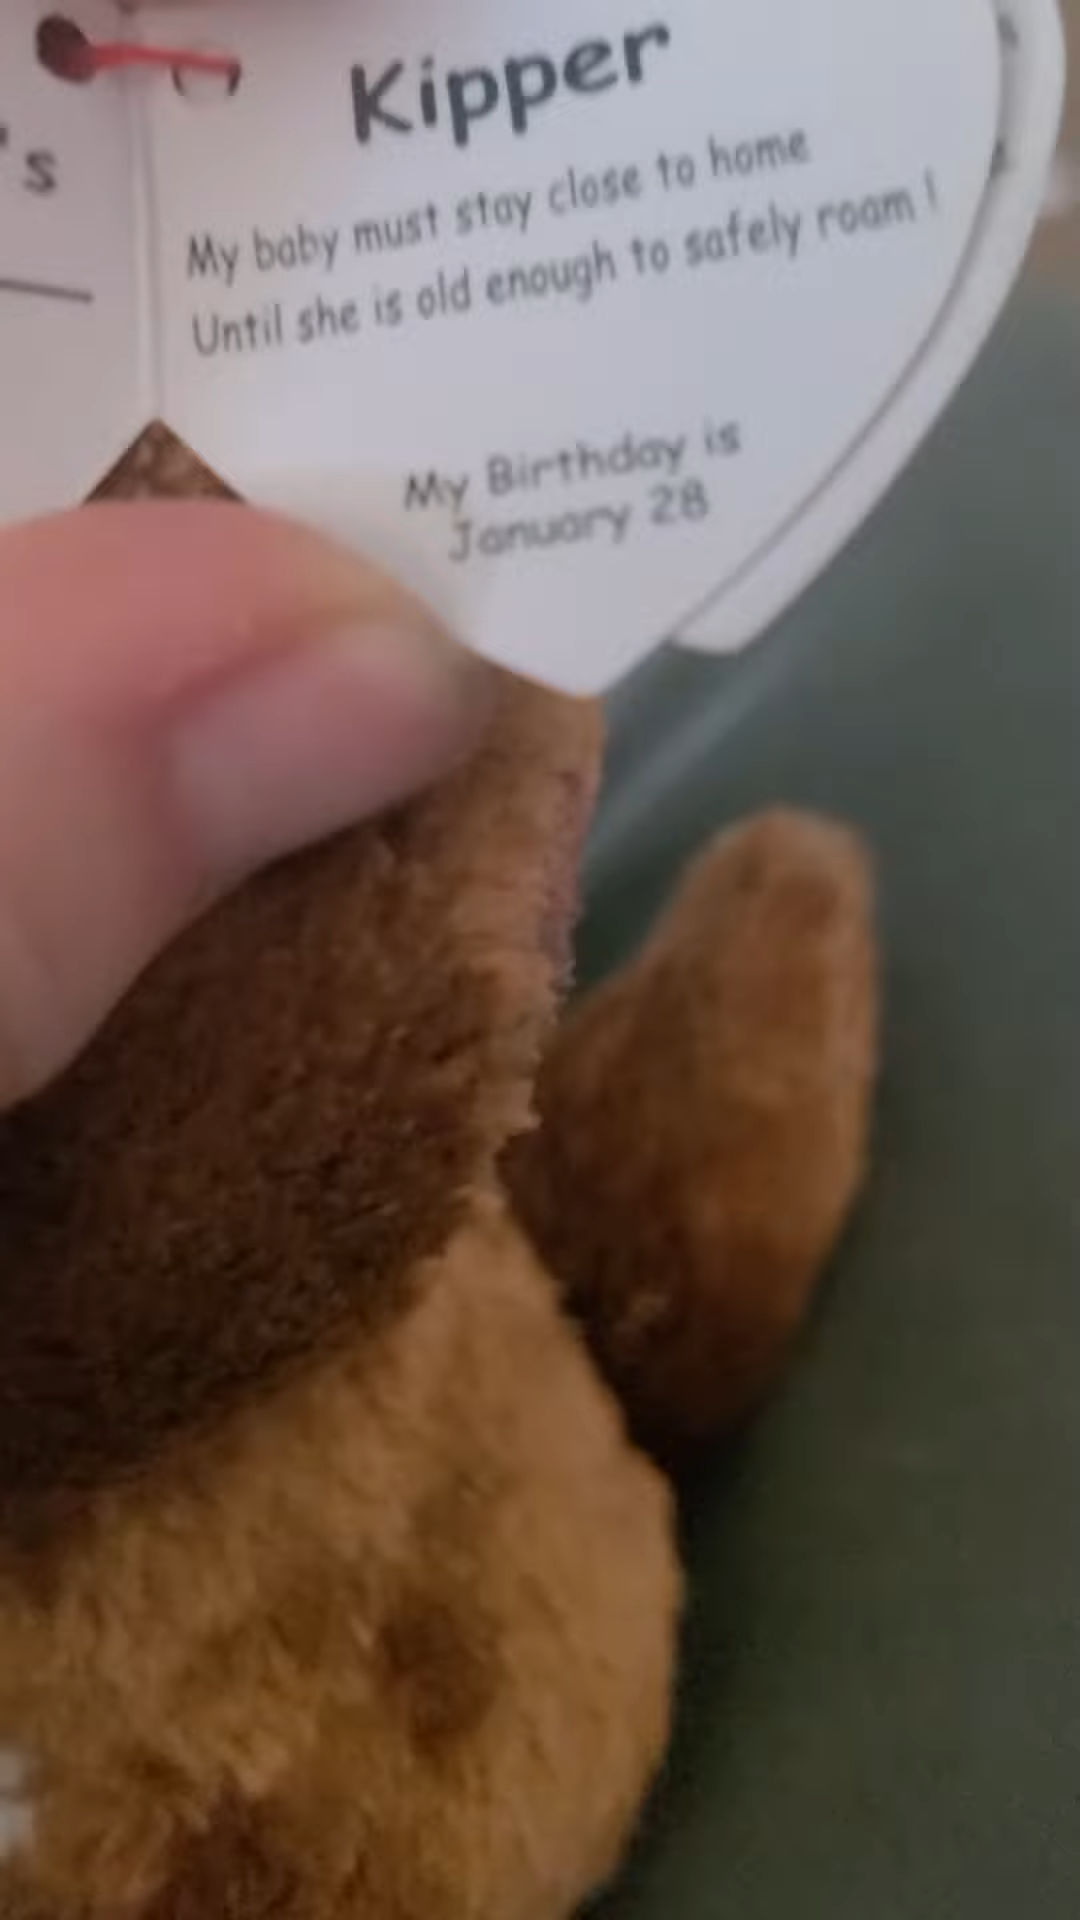 's
Kipper
My baby must stay close to home
Until she is old enough to safely roam !
My Birthday is
January 28